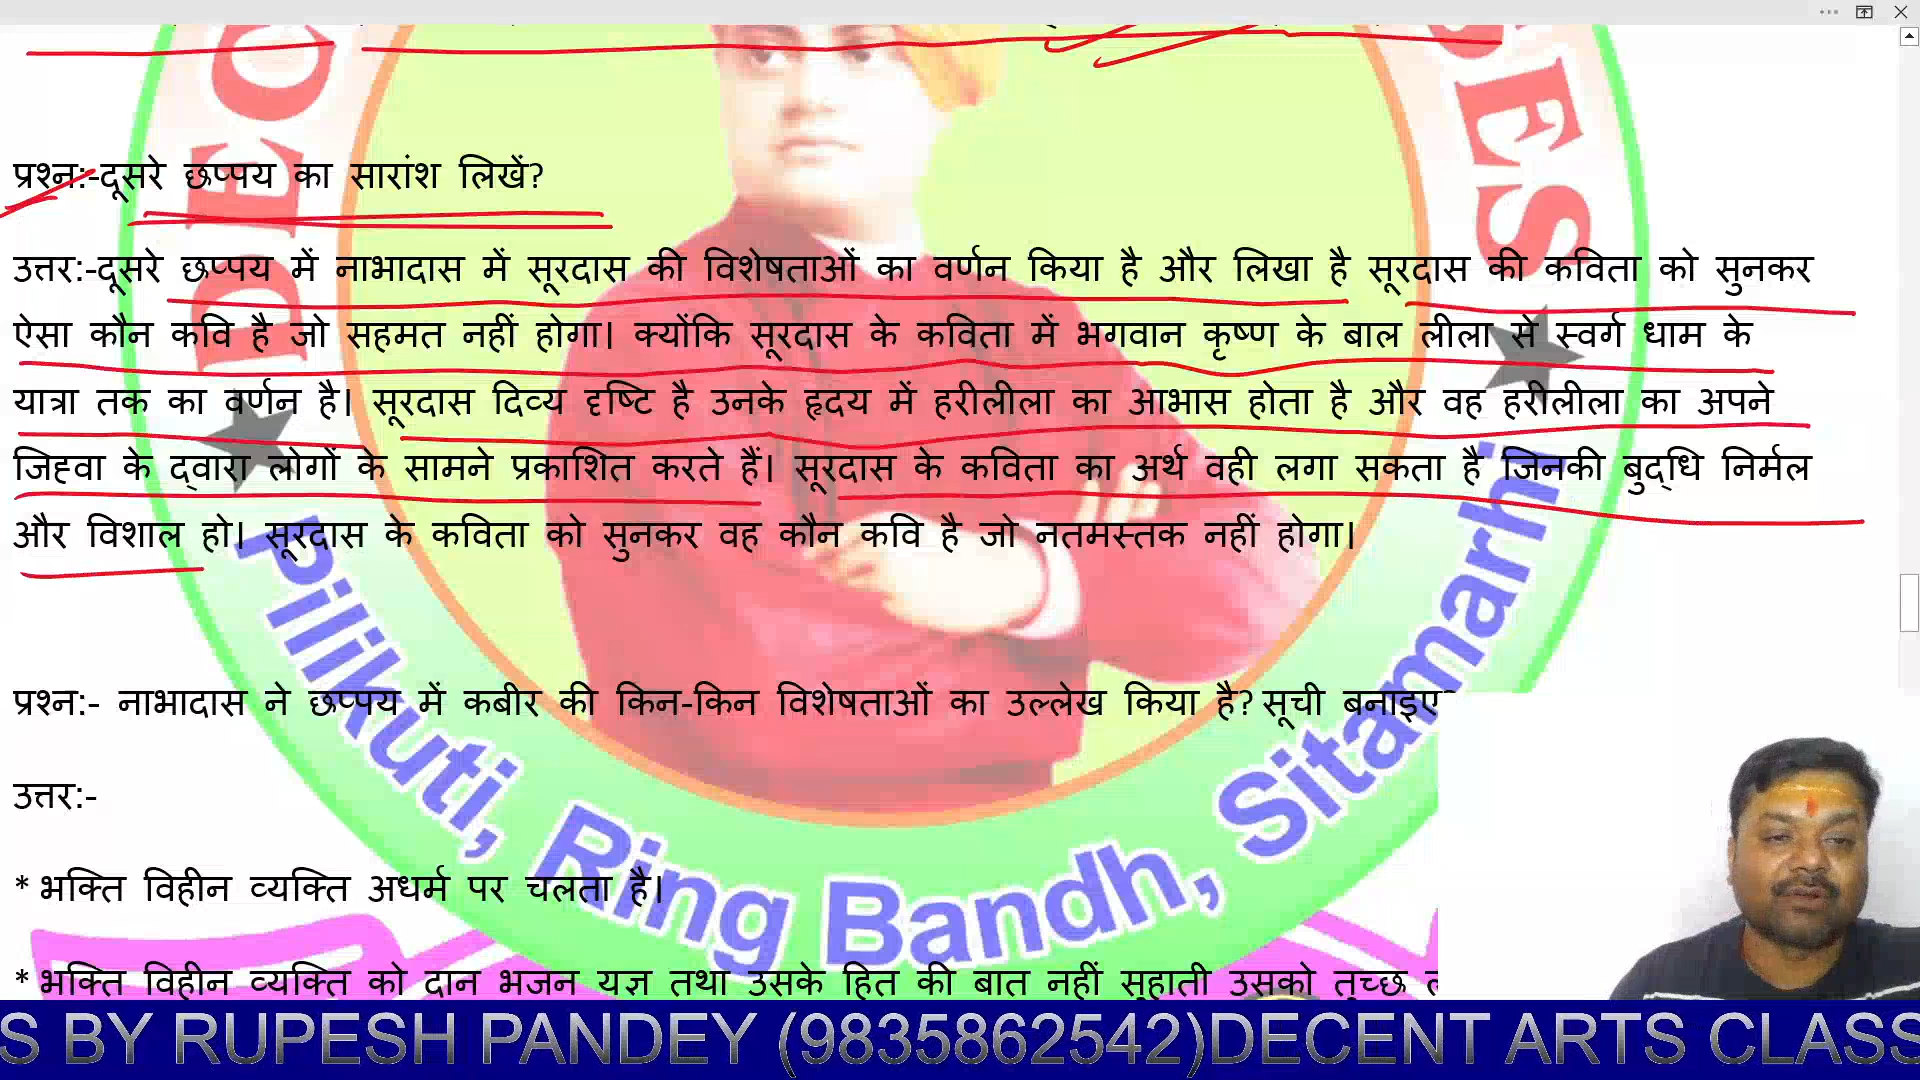 DEC
SES
प्रश्न:-दूसरे छप्पय का सारांश लिखें?
उत्तर:-दूसरे छप्पय में नाभादास में सूरदास की विशेषताओं का वर्णन किया है और लिखा है सूरदास की कविता को सुनकर
ऐसा कौन कवि है जो सहमत नहीं होगा। क्योंकि सूरदास के कविता में भगवान कृष्ण के बाल लीला से स्वर्ग धाम के
यात्रा तक का वर्णन है। सूरदास दिव्य दृष्टि है उनके हृदय में हरीलीला का आभास होता है और वह हरीलीला का अपने
जिह्वा के द्वारा लोगों के सामने प्रकाशित करते हैं। सूरदास के कविता का अर्थ वही लगा सकता है जिनकी बुद्धि निर्मल
और विशाल हो। सूरदास के कविता को सुनकर वह कौन कवि है जो नतमस्तक नहीं होगा।
प्रश्न:- नाभादास ने छप्पय में कबीर की किन-किन विशेषताओं का उल्लेख किया है? सूची बनाइए
उत्तर:-
* भक्ति विहीन व्यक्ति अधर्म पर चलता है।
* भक्ति विहीन व्यक्ति को दान भजन यज्ञ तथा उसके हित की बात नहीं सुहाती उसको तुच्छ
Pilikuti, Ring Bandh, Sitamarhi
S BY RUPESH PANDEY (9835862542)DECENT ARTS CLASS